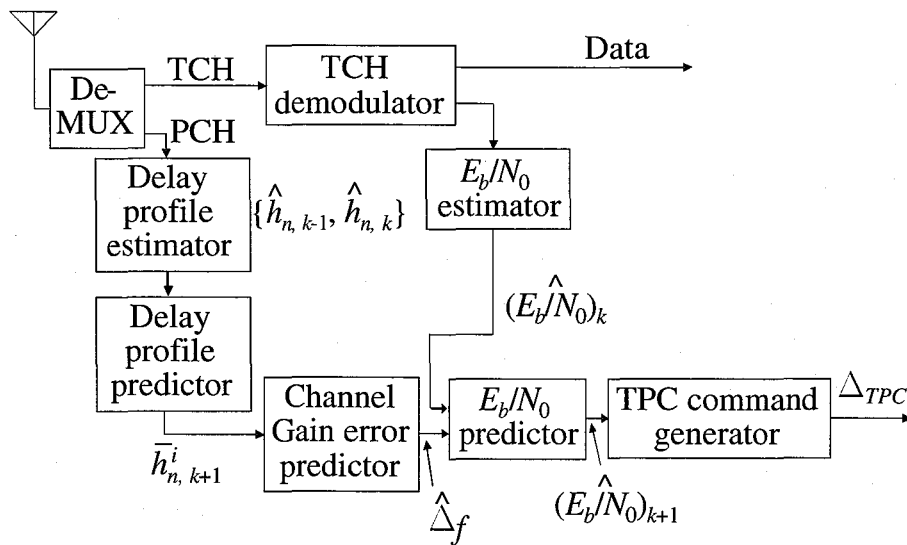 De-
MUX
TCH
PCH
TCH
demodulator
Data
E_b/N_0
estimator
Delay
profile
estimator
{ĥ_{n, k-1}, ĥ_{n, k}}
(E_b/N̂_0)_k
Delay
profile
predictor
h̄^i_{n, k+1}
Channel
Gain error
predictor
Δ̂_f
E_b/N_0
predictor
(E_b/N̂_0)_{k+1}
TPC command
generator
Δ_{TPC}